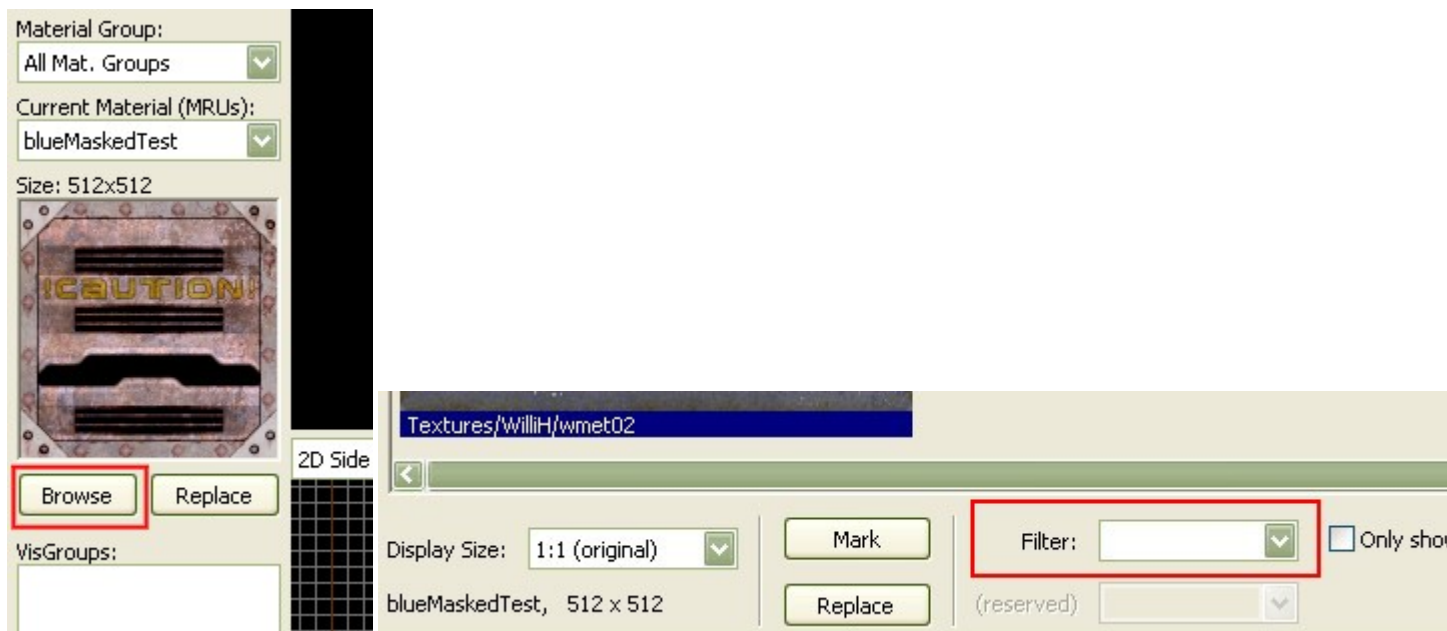 Material Group:
All Mat. Groups
Current Material (MRUs):
blueMaskedTest
Size: 512x512
!CAUTION!
Browse
Replace
VisGroups:
2D Side
Textures/WilliH/wmet02
Display Size:
1:1 (original)
Mark
Filter:
Only sho
blueMaskedTest, 512 x 512
Replace
(reserved)